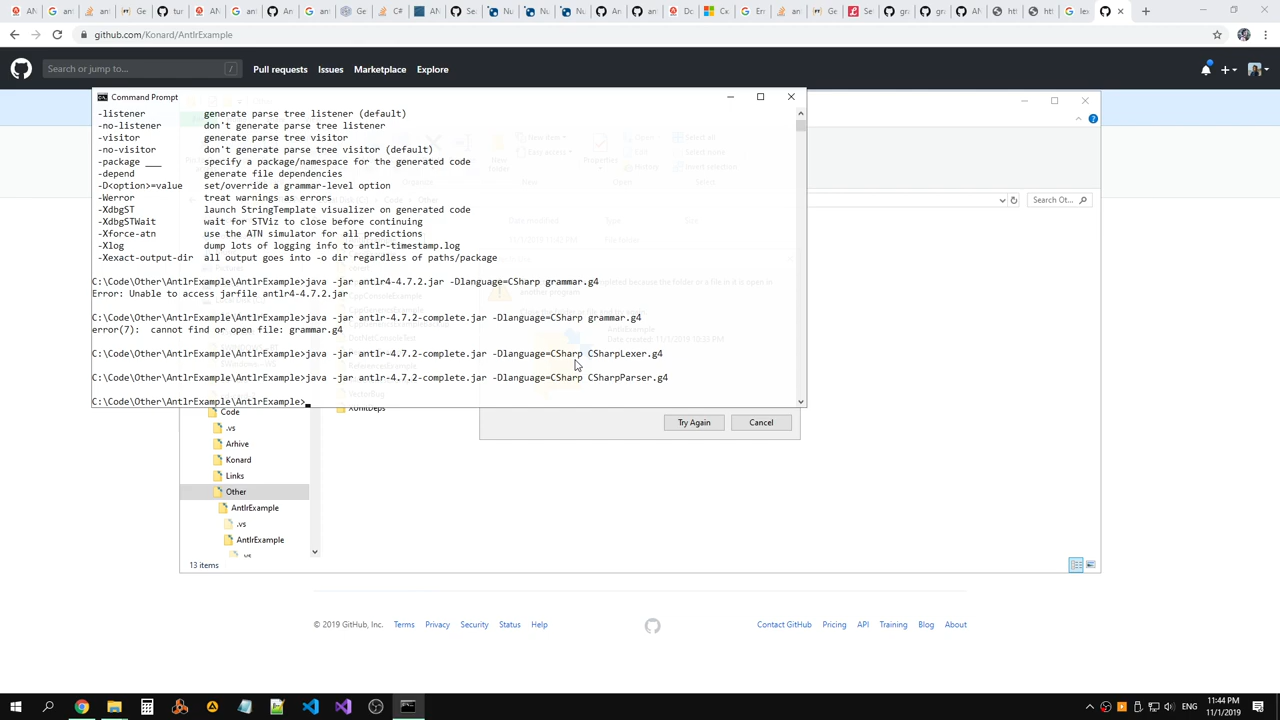 github.com/Konard/AntlrExample
Search or jump to...
/
Pull requests
Issues
Marketplace
Explore
Command Prompt
-listener generate parse tree listener (default)
-no-listener don't generate parse tree listener
-visitor generate parse tree visitor
-no-visitor don't generate parse tree visitor (default)
-package ___ specify a package/namespace for the generated code
-depend generate file dependencies
-D<option>=value set/override a grammar-level option
-Werror treat warnings as errors
-XdbgST launch StringTemplate visualizer on generated code
-XdbgSTWait wait for STViz to close before continuing
-Xforce-atn use the ATN simulator for all predictions
-Xlog dump lots of logging info to antlr-timestamp.log
-Xexact-output-dir all output goes into -o dir regardless of paths/package
C:\Code\Other\AntlrExample\AntlrExample>java -jar antlr4-4.7.2.jar -Dlanguage=CSharp grammar.g4
Error: Unable to access jarfile antlr4-4.7.2.jar
C:\Code\Other\AntlrExample\AntlrExample>java -jar antlr-4.7.2-complete.jar -Dlanguage=CSharp grammar.g4
error(7): cannot find or open file: grammar.g4
C:\Code\Other\AntlrExample\AntlrExample>java -jar antlr-4.7.2-complete.jar -Dlanguage=CSharp CSharpLexer.g4
C:\Code\Other\AntlrExample\AntlrExample>java -jar antlr-4.7.2-complete.jar -Dlanguage=CSharp CSharpParser.g4
C:\Code\Other\AntlrExample\AntlrExample>
Search Ot...
Try Again
Cancel
Code
.vs
Arhive
Konard
Links
Other
AntlrExample
.vs
AntlrExample
.vs
XUnitDeps
13 items
© 2019 GitHub, Inc.
Terms
Privacy
Security
Status
Help
Contact GitHub
Pricing
API
Training
Blog
About
ENG
11:44 PM
11/1/2019